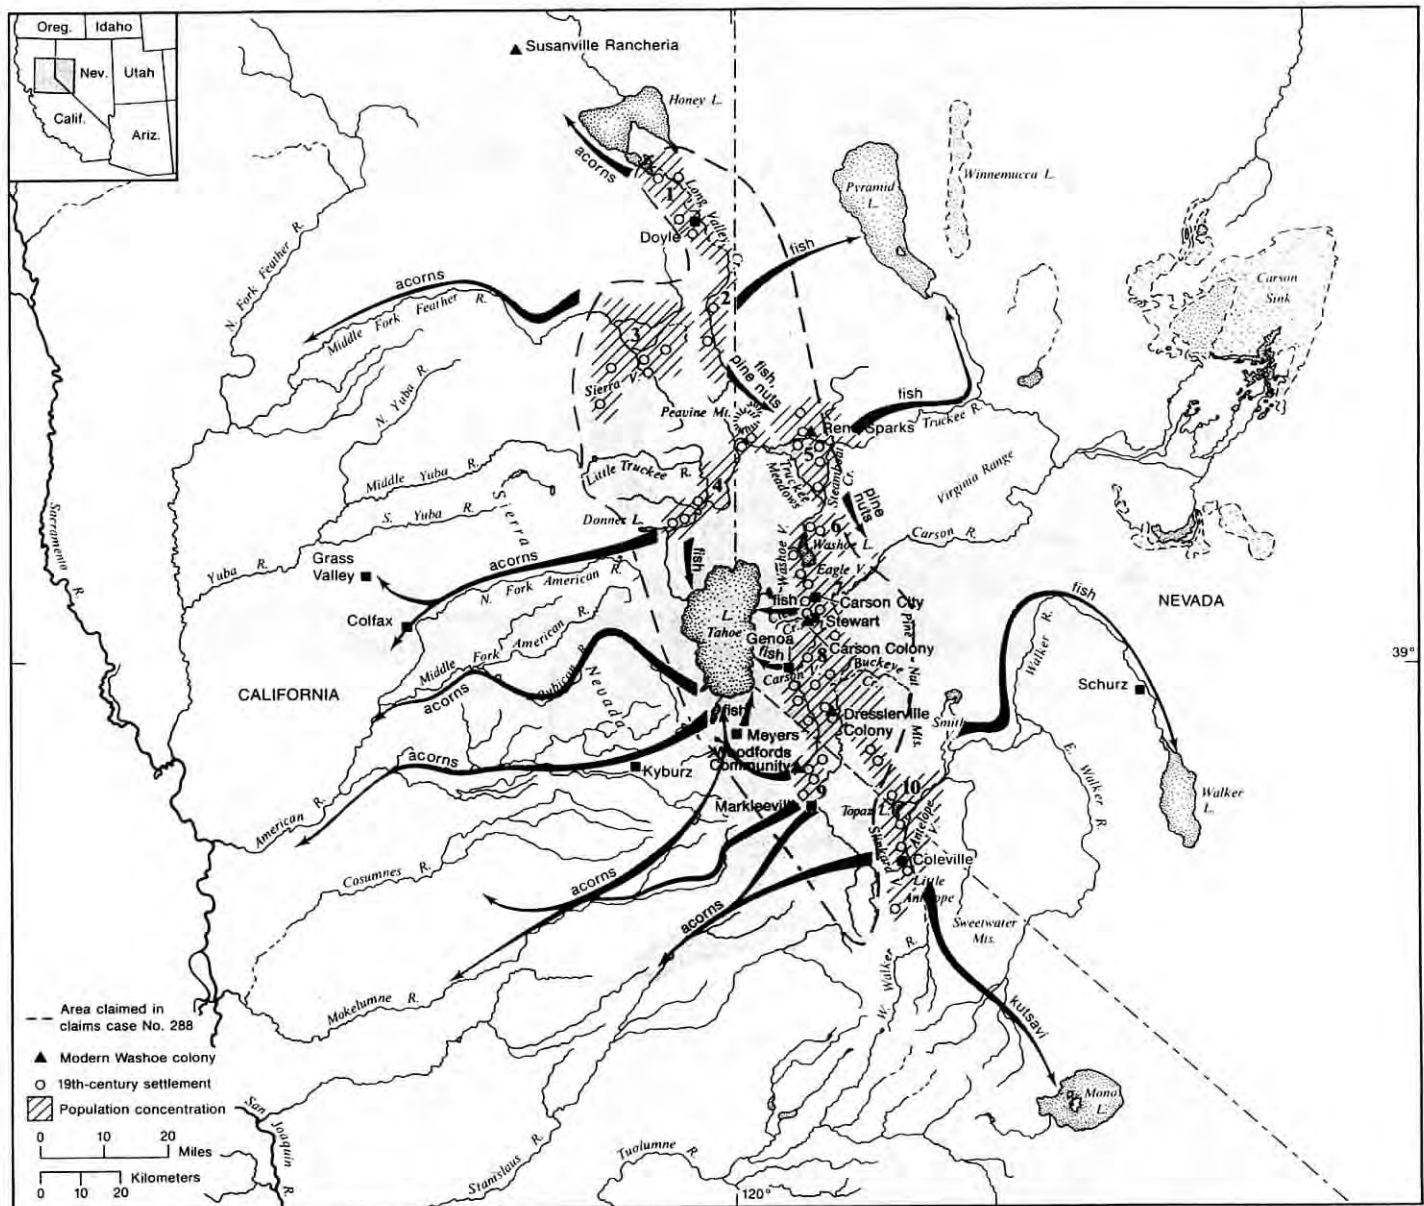 Oreg.
Idaho
Nev.
Utah
Calif.
Ariz.
Susanville Rancheria
Honey L.
acorns
1
Long Valley Cr.
Doyle
Pyramid
L.
Winnemucca L.
Carson
Sink
fish
N. Fork Feather R.
acorns
Middle Fork Feather R.
2
3
Sierra V.
fish,
pine nuts
Peavine Mt.
N. Yuba R.
fish
Truckee R.
Reno-Sparks
5
Truckee
Meadows
Steamboat Cr.
Little Truckee R.
4
Middle Yuba R.
Sierra
Nevada
S. Yuba R.
Donner L.
pine
nuts
Virginia Range
6
Washoe V.
Washoe L.
Carson R.
Eagle V.
Sacramento R.
Yuba R.
Grass
Valley
acorns
N. Fork American R.
fish
L.
Tahoe
fish
Carson City
Clear
Cr.
Stewart
Colfax
Genoa
fish
Carson Colony
8
Carson
Buckeye
Cr.
Pine Nut Mts.
Middle Fork American R.
Rubicon R.
acorns
CALIFORNIA
NEVADA
39°
fish
Walker R.
Schurz
Smith
Dresslerville
Colony
fish
Meyers
Woodfords
Community
acorns
Kyburz
E. Walker R.
Walker
L.
9
10
Markleeville
Topaz L.
Antelope V.
Slinkard
Coleville
Little
Antelope
American R.
Cosumnes R.
acorns
acorns
Sweetwater
Mts.
W. Walker R.
kutsavi
Mokelumne R.
Mono
L.
Area claimed in
claims case No. 288
Modern Washoe colony
19th-century settlement
Population concentration
0 10 20
Miles
Kilometers
0 10 20
San Joaquin R.
Stanislaus R.
Tuolumne R.
120°